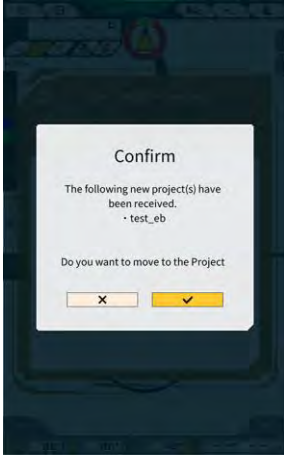 Confirm
The following new project(s) have
been received.
・test_eb
Do you want to move to the Project